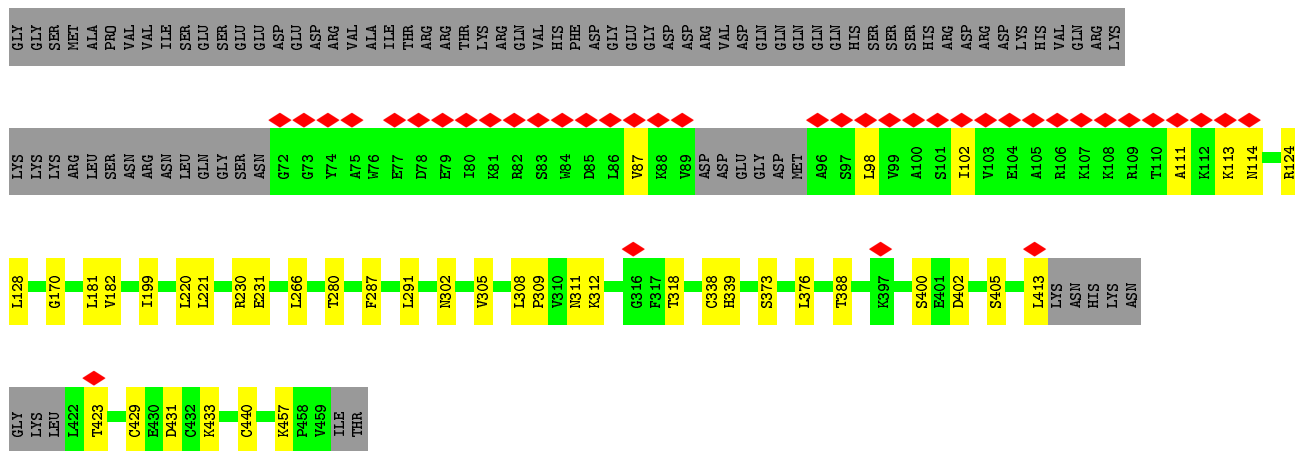 GLY GLY SER MET ALA PRO VAL VAL ILE SER GLU SER GLU GLU ASP GLU ASP ARG VAL ALA ILE THR ARG ARG THR LYS ARG GLN VAL HIS PHE ASP GLY GLU GLY ASP ASP ARG VAL ASP GLN GLN GLN GLN GLN HIS SER SER SER HIS ARG ASP ARG ASP LYS HIS VAL GLN ARG LYS
LYS LYS LYS ARG LEU SER ASN ARG ASN LEU GLN GLY SER ASN G72 G73 Y74 A75 W76 E77 D78 E79 I80 K81 R82 S83 W84 D85 L86 V87 K88 V89 ASP ASP GLU GLY ASP MET A96 S97 L98 V99 A100 S101 I102 V103 E104 A105 R106 K107 K108 R109 T110 A111 K112 K113 N114 R124
L128 G170 L181 V182 I199 L220 L221 R230 E231 L266 T280 F287 L291 N302 V305 L308 P309 V310 N311 K312 G316 F317 T318 C338 H339 S373 L376 T388 K397 S400 E401 D402 S405 L413 LYS ASN HIS LYS ASN
GLY LYS LEU L422 T423 C429 E430 D431 C432 K433 C440 K457 P458 V459 ILE THR